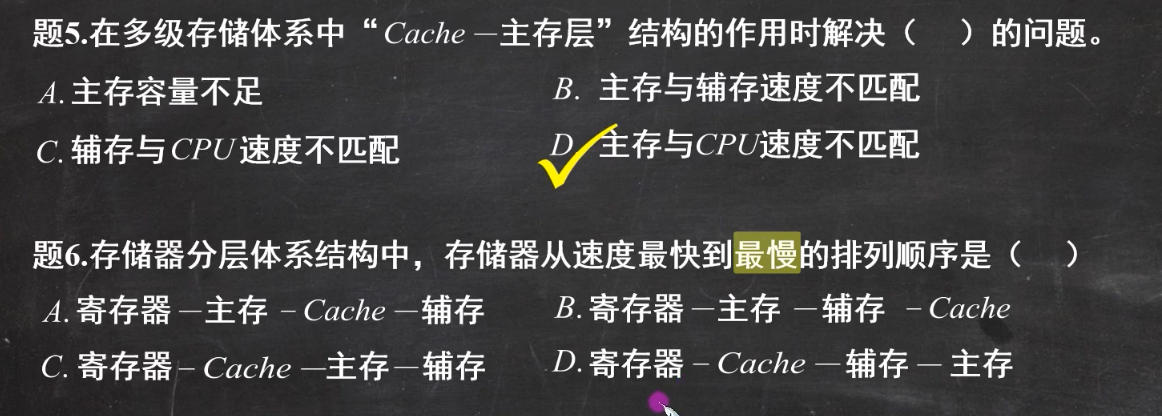 题5.在多级存储体系中“Cache－主存层”结构的作用时解决（ ）的问题。
A.主存容量不足 B. 主存与辅存速度不匹配
C.辅存与CPU速度不匹配 D.主存与CPU速度不匹配
题6.存储器分层体系结构中，存储器从速度最快到最慢的排列顺序是（ ）
A.寄存器－主存－Cache－辅存 B.寄存器－主存－辅存－Cache
C.寄存器－Cache－主存－辅存 D.寄存器－Cache－辅存－主存